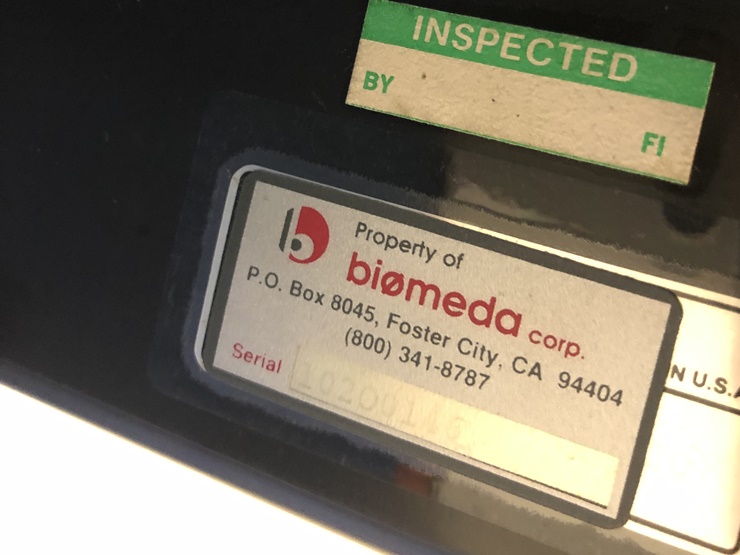 INSPECTED
BY
FI
Property of
biømeda corp.
P.O. Box 8045, Foster City, CA 94404
(800) 341-8787
Serial
N U.S.A